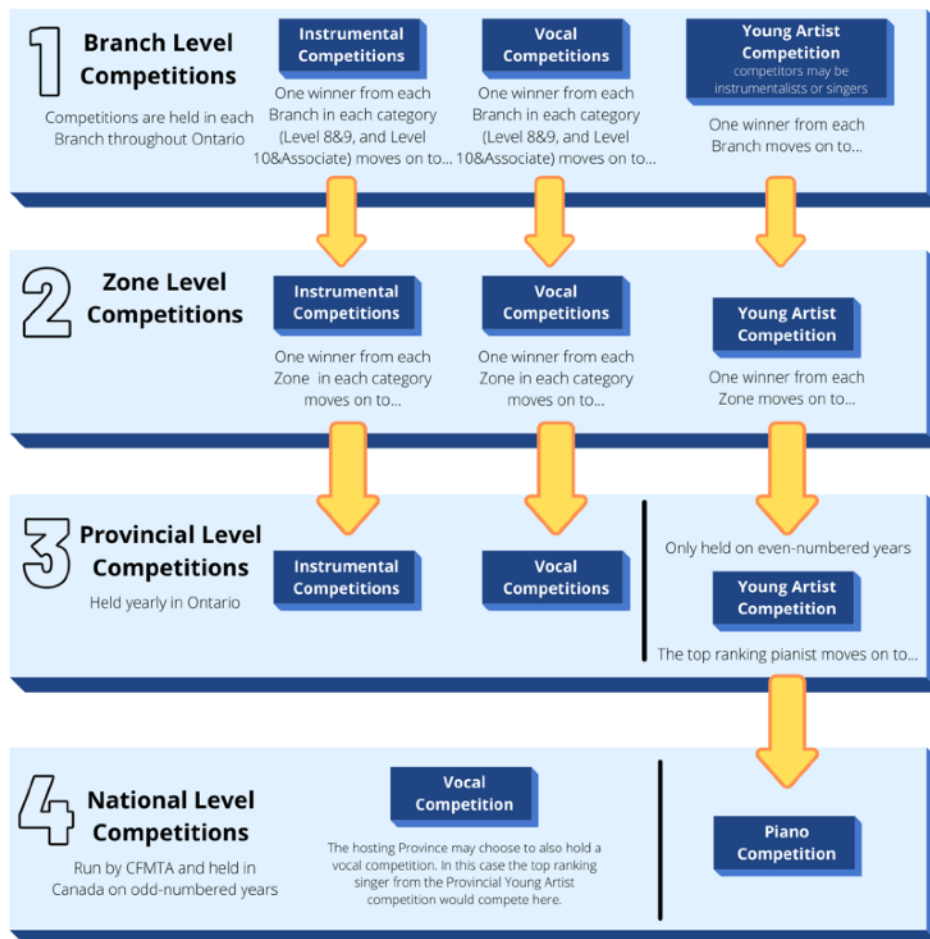 1
Branch Level
Competitions
Competitions are held in each
Branch throughout Ontario
Instrumental
Competitions
One winner from each
Branch in each category
(Level 8&9, and Level
10&Associate) moves on to...
Vocal
Competitions
One winner from each
Branch in each category
(Level 8&9, and Level
10&Associate) moves on to...
Young Artist
Competition
competitors may be
instrumentalists or singers
One winner from each
Branch moves on to...
2
Zone Level
Competitions
Instrumental
Competitions
One winner from each
Zone in each category
moves on to...
Vocal
Competitions
One winner from each
Zone in each category
moves on to...
Young Artist
Competition
One winner from each
Zone moves on to...
3
Provincial Level
Competitions
Held yearly in Ontario
Instrumental
Competitions
Vocal
Competitions
Only held on even-numbered years
Young Artist
Competition
The top ranking pianist moves on to...
4
National Level
Competitions
Run by CFMTA and held in
Canada on odd-numbered years
Vocal
Competition
The hosting Province may choose to also hold a
vocal competition. In this case the top ranking
singer from the Provincial Young Artist
competition would compete here.
Piano
Competition